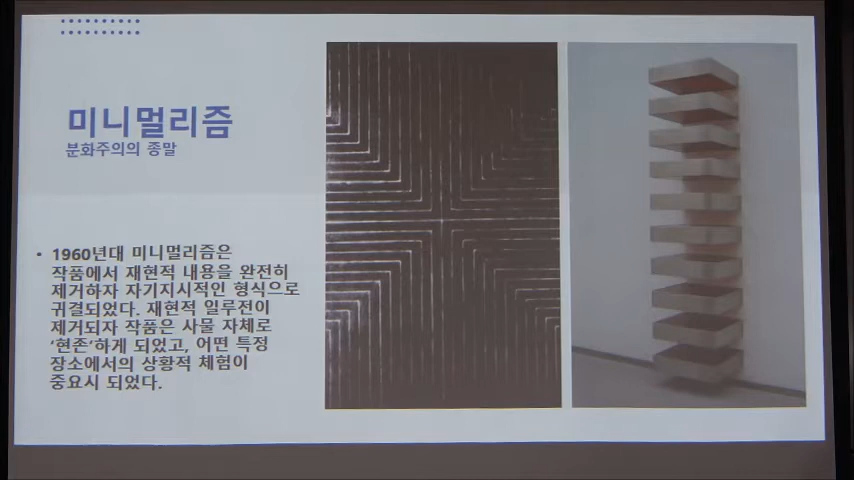 미니멀리즘
분화주의의 종말
• 1960년대 미니멀리즘은
작품에서 재현적 내용을 완전히
제거하자 자기지시적인 형식으로
귀결되었다. 재현적 일루전이
제거되자 작품은 사물 자체로
‘현존’하게 되었고, 어떤 특정
장소에서의 상황적 체험이
중요시 되었다.